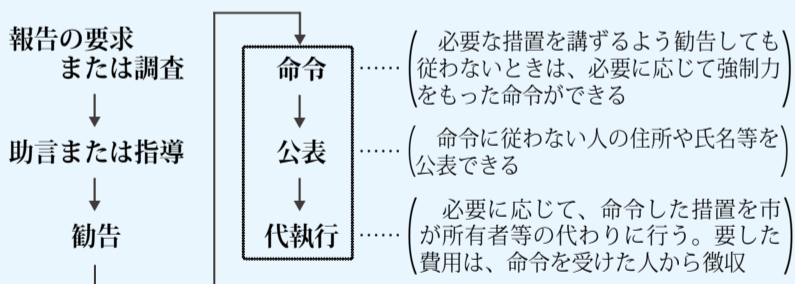 報告の要求
または調査
助言または指導
勧告
命令
必要な措置を講ずるよう勧告しても
従わないときは、必要に応じて強制力
をもった命令ができる
公表
命令に従わない人の住所や氏名等を
公表できる
代執行
必要に応じて、命令した措置を市
が所有者等の代わりに行う。要した
費用は、命令を受けた人から徴収